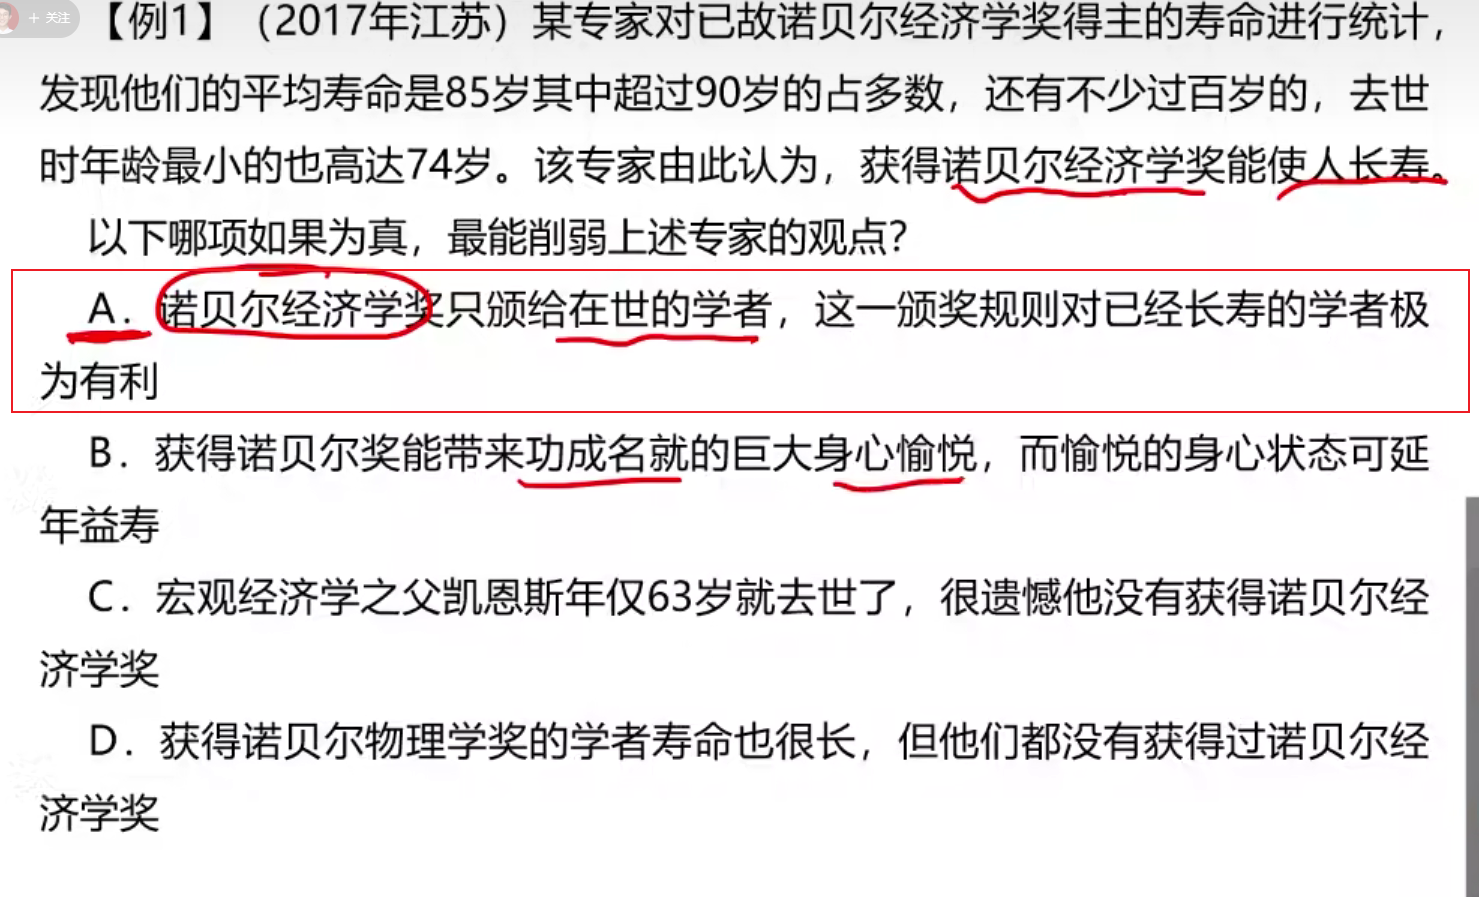 + 关注
【例1】（2017年江苏）某专家对已故诺贝尔经济学奖得主的寿命进行统计，
发现他们的平均寿命是85岁其中超过90岁的占多数，还有不少过百岁的，去世
时年龄最小的也高达74岁。该专家由此认为，获得诺贝尔经济学奖能使人长寿。
以下哪项如果为真，最能削弱上述专家的观点？
A．诺贝尔经济学奖只颁给在世的学者，这一颁奖规则对已经长寿的学者极
为有利
B．获得诺贝尔奖能带来功成名就的巨大身心愉悦，而愉悦的身心状态可延
年益寿
C．宏观经济学之父凯恩斯年仅63岁就去世了，很遗憾他没有获得诺贝尔经
济学奖
D．获得诺贝尔物理学奖的学者寿命也很长，但他们都没有获得过诺贝尔经
济学奖